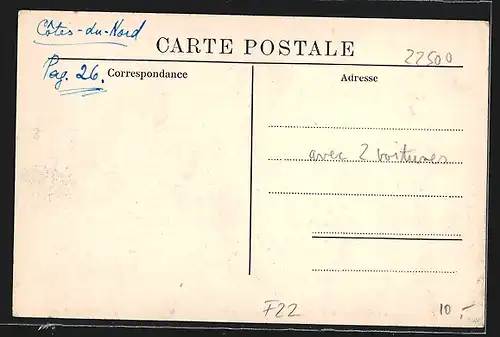 Côtes-du-Nord
CARTE POSTALE
22500
Pag. 26.
Correspondance
Adresse
avec 2 voitures
F22
10,-